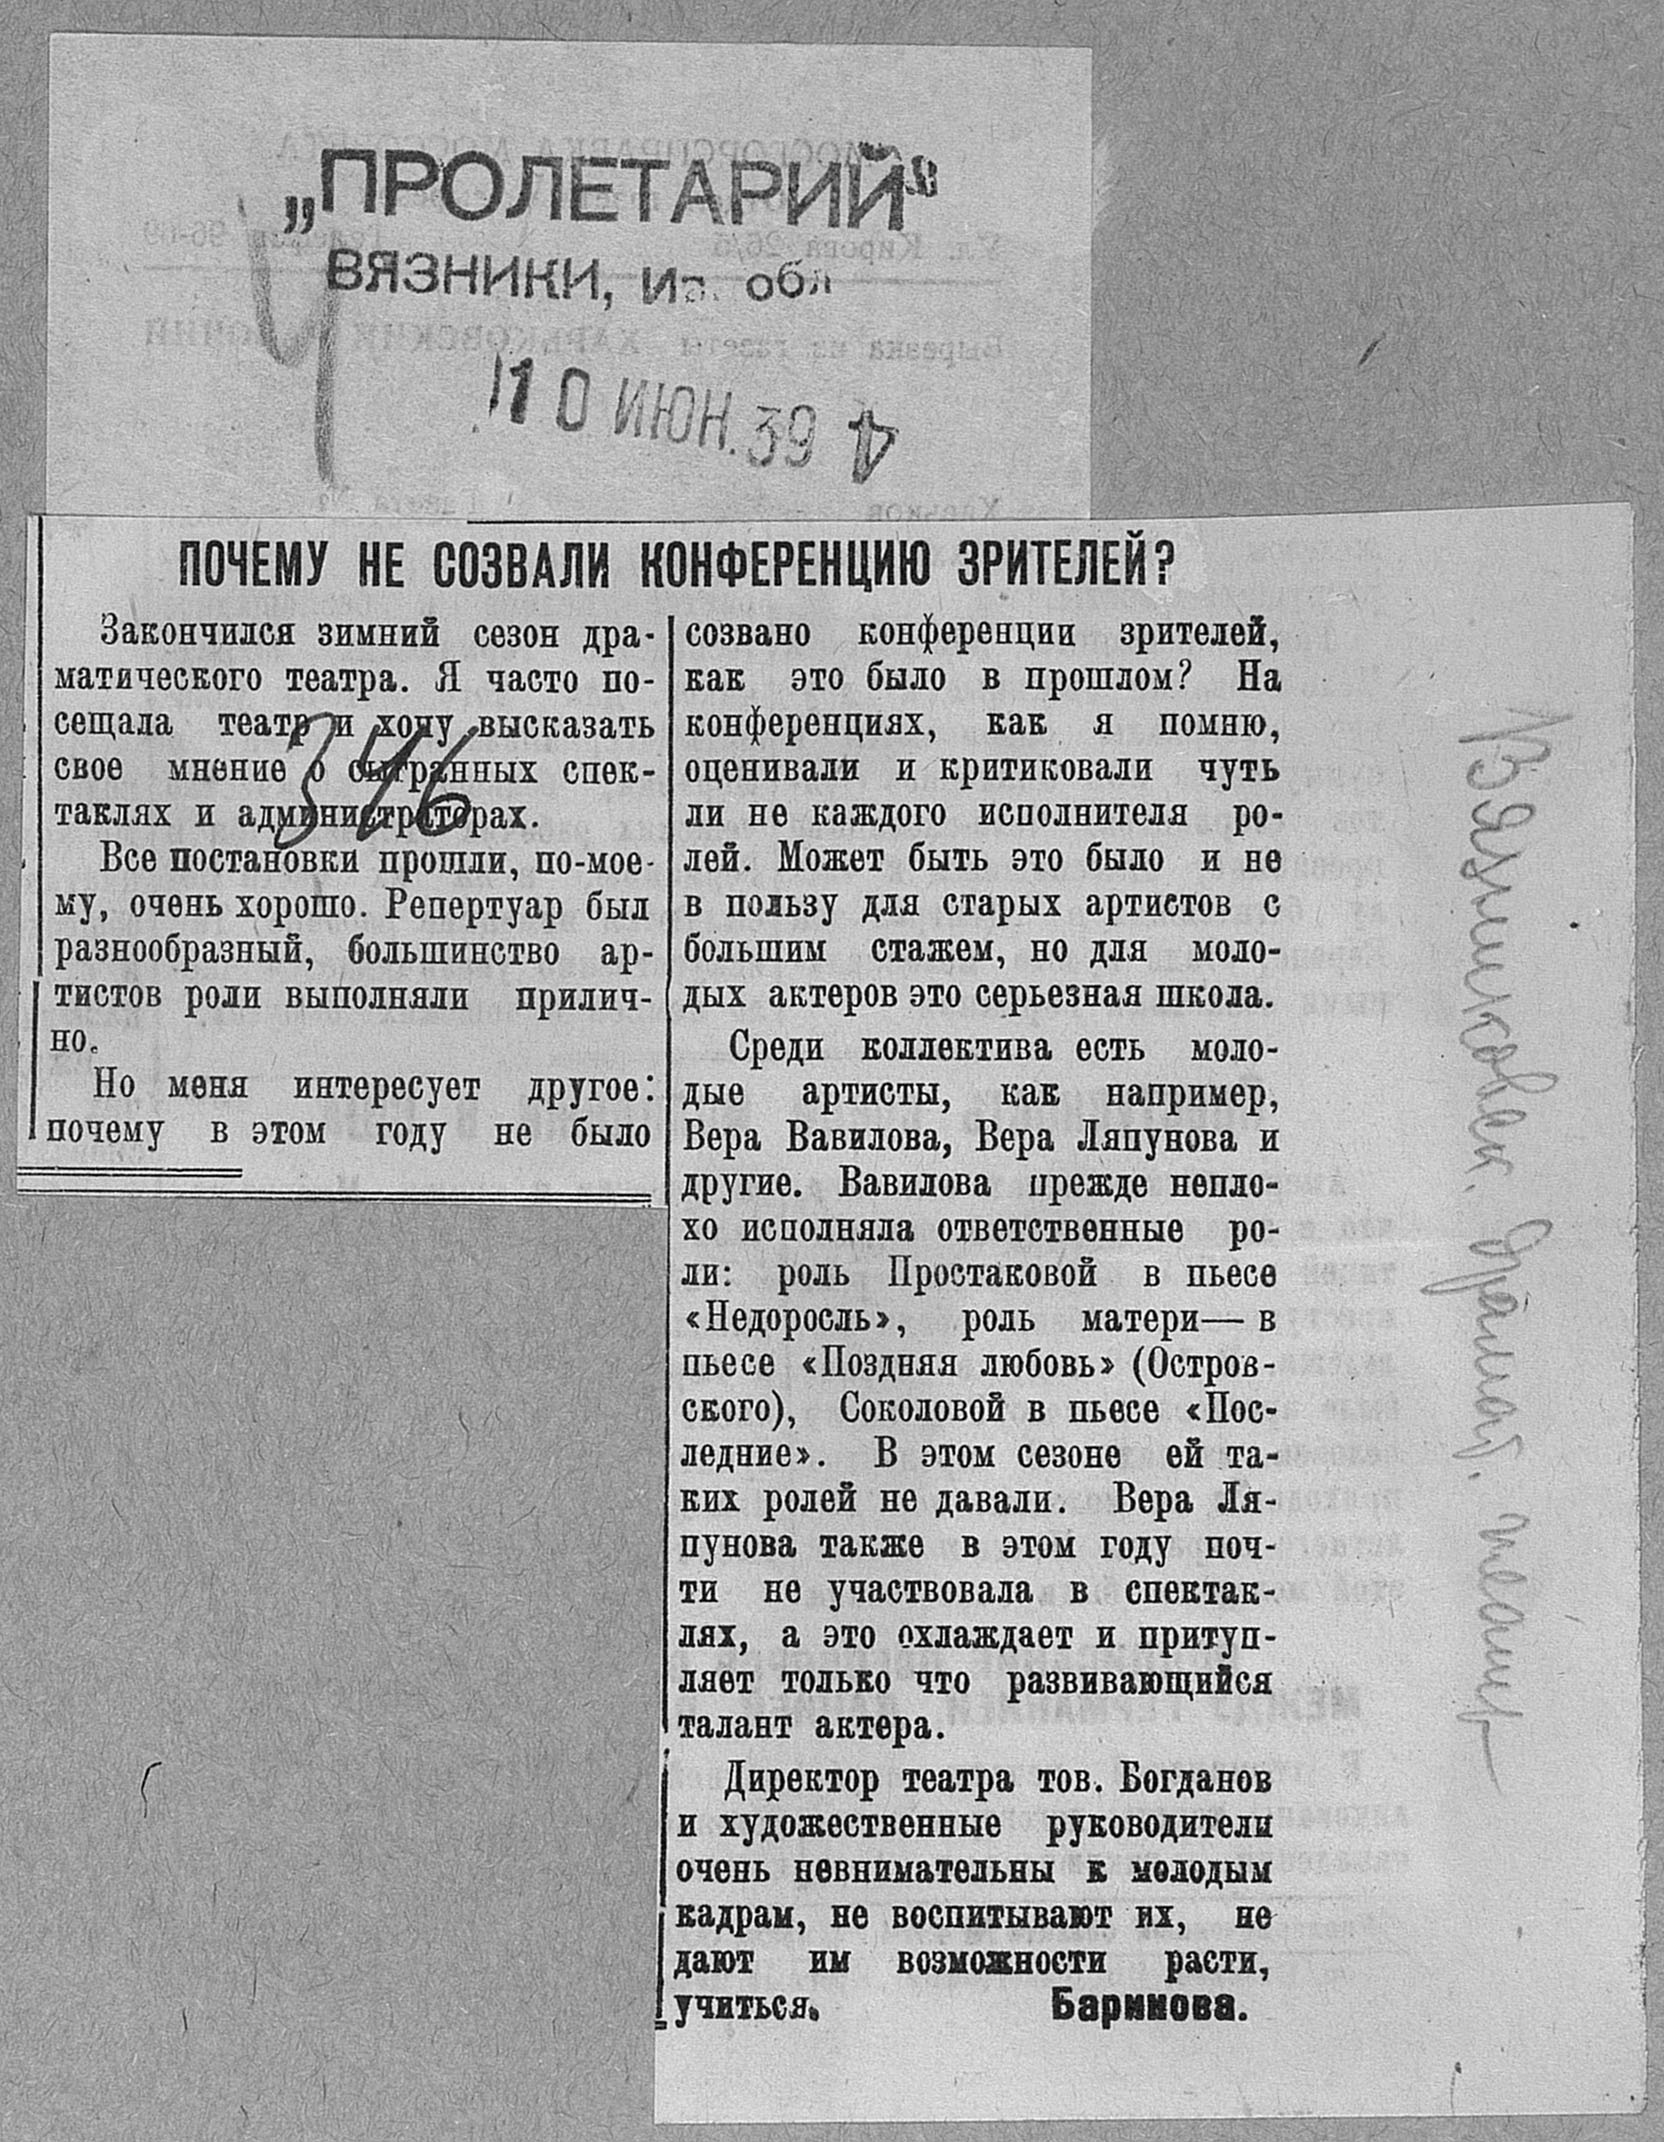 „ПРОЛЕТАРИЙ“
ВЯЗНИКИ, Ив. обл
10 ИЮН. 39
346
ПОЧЕМУ НЕ СОЗВАЛИ КОНФЕРЕНЦИЮ ЗРИТЕЛЕЙ?
Закончился зимний сезон дра-
матического театра. Я часто по-
сещала театр и хочу высказать
свое мнение о сыгранных спек-
таклях и администраторах.
Все постановки прошли, по-мое-
му, очень хорошо. Репертуар был
разнообразный, большинство ар-
тистов роли выполняли прилич-
но.
Но меня интересует другое:
почему в этом году не было
созвано конференции зрителей,
как это было в прошлом? На
конференциях, как я помню,
оценивали и критиковали чуть
ли не каждого исполнителя ро-
лей. Может быть это было и не
в пользу для старых артистов с
большим стажем, но для моло-
дых актеров это серьезная школа.
Среди коллектива есть моло-
дые артисты, как например,
Вера Вавилова, Вера Ляпунова и
другие. Вавилова прежде непло-
хо исполняла ответственные ро-
ли: роль Простаковой в пьесе
«Недоросль», роль матери— в
пьесе «Поздняя любовь» (Остров-
ского), Соколовой в пьесе «Пос-
ледние». В этом сезоне ей та-
ких ролей не давали. Вера Ля-
пунова также в этом году поч-
ти не участвовала в спектак-
лях, а это охлаждает и притуп-
ляет только что развивающийся
талант актера.
Директор театра тов. Богданов
и художественные руководители
очень невнимательны к молодым
кадрам, не воспитывают их, не
дают им возможности расти,
учиться. Баринова.
Вязниковск. драмат. театр